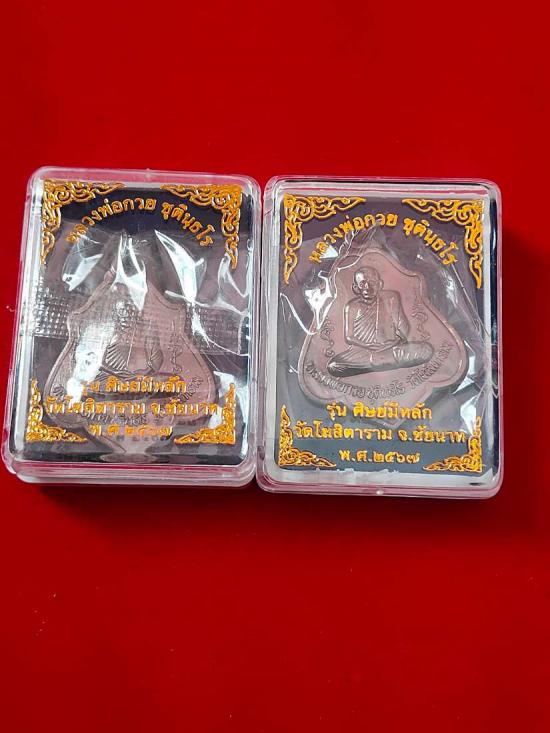 หลวงพ่อกวย ชุตินฺธโร
รุ่น ศิษย์มีหลัก
วัดโฆสิตาราม จ.ชัยนาท
พ.ศ.๒๕๖๗
หลวงพ่อกวย ชุตินฺธโร
รุ่น ศิษย์มีหลัก
วัดโฆสิตาราม จ.ชัยนาท
พ.ศ.๒๕๖๗